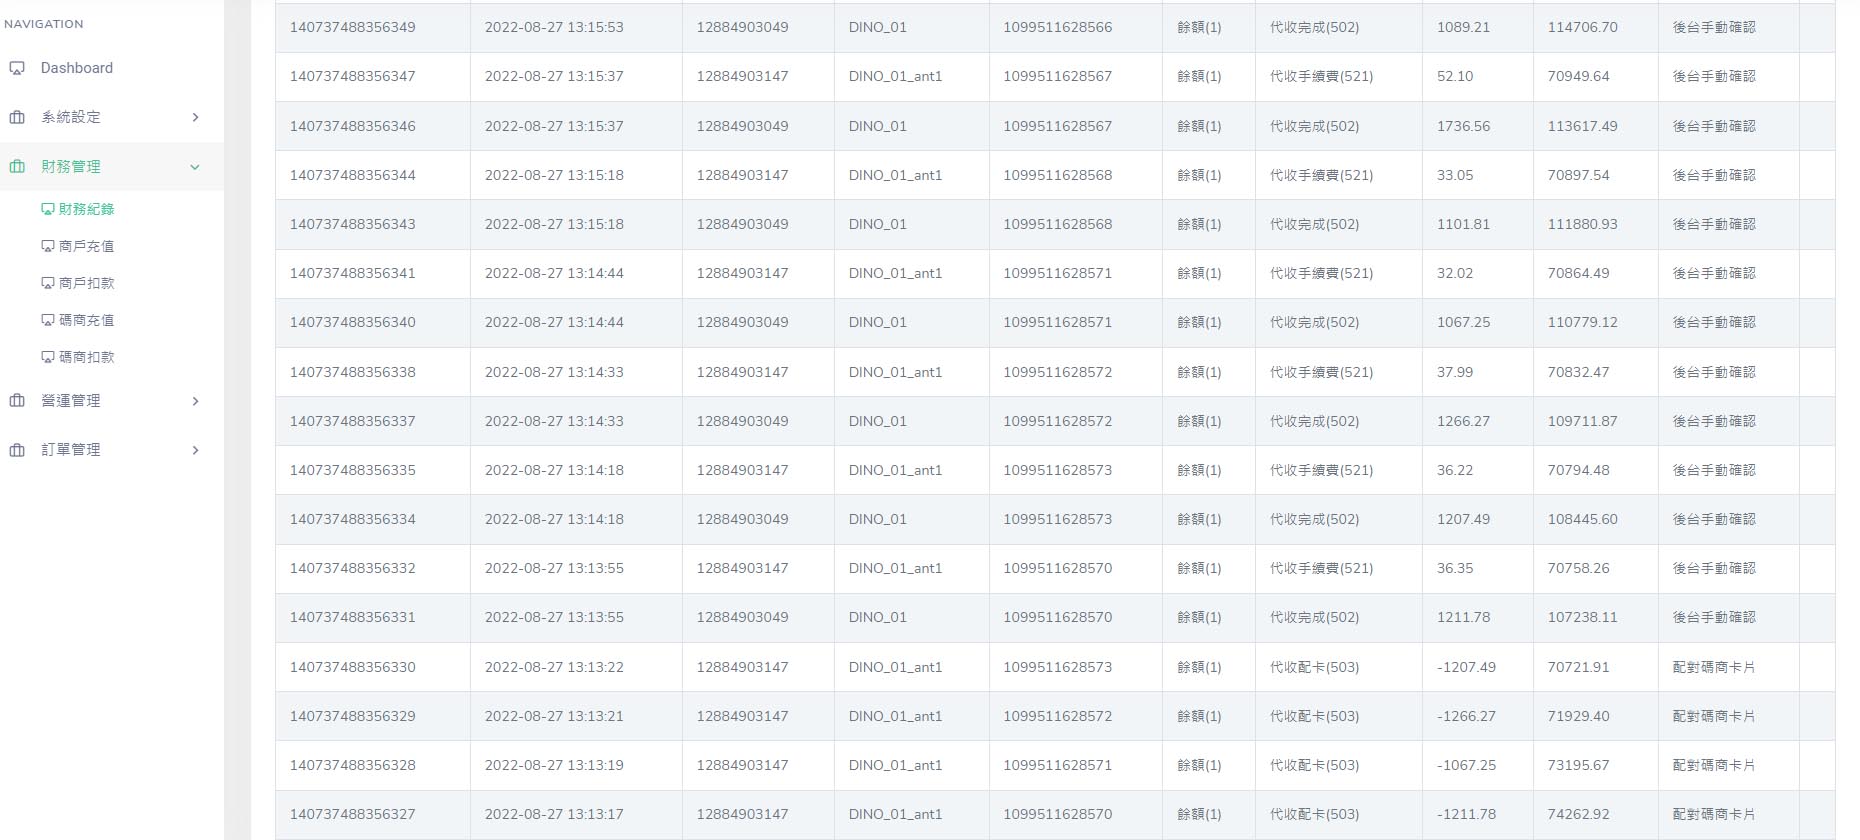 NAVIGATION
Dashboard
系統設定
財務管理
財務紀錄
商戶充值
商戶扣款
碼商充值
碼商扣款
營運管理
訂單管理
140737488356349 2022-08-27 13:15:53 12884903049 DINO_01 1099511628566 餘額(1) 代收完成(502) 1089.21 114706.70 後台手動確認
140737488356347 2022-08-27 13:15:37 12884903147 DINO_01_ant1 1099511628567 餘額(1) 代收手續費(521) 52.10 70949.64 後台手動確認
140737488356346 2022-08-27 13:15:37 12884903049 DINO_01 1099511628567 餘額(1) 代收完成(502) 1736.56 113617.49 後台手動確認
140737488356344 2022-08-27 13:15:18 12884903147 DINO_01_ant1 1099511628568 餘額(1) 代收手續費(521) 33.05 70897.54 後台手動確認
140737488356343 2022-08-27 13:15:18 12884903049 DINO_01 1099511628568 餘額(1) 代收完成(502) 1101.81 111880.93 後台手動確認
140737488356341 2022-08-27 13:14:44 12884903147 DINO_01_ant1 1099511628571 餘額(1) 代收手續費(521) 32.02 70864.49 後台手動確認
140737488356340 2022-08-27 13:14:44 12884903049 DINO_01 1099511628571 餘額(1) 代收完成(502) 1067.25 110779.12 後台手動確認
140737488356338 2022-08-27 13:14:33 12884903147 DINO_01_ant1 1099511628572 餘額(1) 代收手續費(521) 37.99 70832.47 後台手動確認
140737488356337 2022-08-27 13:14:33 12884903049 DINO_01 1099511628572 餘額(1) 代收完成(502) 1266.27 109711.87 後台手動確認
140737488356335 2022-08-27 13:14:18 12884903147 DINO_01_ant1 1099511628573 餘額(1) 代收手續費(521) 36.22 70794.48 後台手動確認
140737488356334 2022-08-27 13:14:18 12884903049 DINO_01 1099511628573 餘額(1) 代收完成(502) 1207.49 108445.60 後台手動確認
140737488356332 2022-08-27 13:13:55 12884903147 DINO_01_ant1 1099511628570 餘額(1) 代收手續費(521) 36.35 70758.26 後台手動確認
140737488356331 2022-08-27 13:13:55 12884903049 DINO_01 1099511628570 餘額(1) 代收完成(502) 1211.78 107238.11 後台手動確認
140737488356330 2022-08-27 13:13:22 12884903147 DINO_01_ant1 1099511628573 餘額(1) 代收配卡(503) -1207.49 70721.91 配對碼商卡片
140737488356329 2022-08-27 13:13:21 12884903147 DINO_01_ant1 1099511628572 餘額(1) 代收配卡(503) -1266.27 71929.40 配對碼商卡片
140737488356328 2022-08-27 13:13:19 12884903147 DINO_01_ant1 1099511628571 餘額(1) 代收配卡(503) -1067.25 73195.67 配對碼商卡片
140737488356327 2022-08-27 13:13:17 12884903147 DINO_01_ant1 1099511628570 餘額(1) 代收配卡(503) -1211.78 74262.92 配對碼商卡片